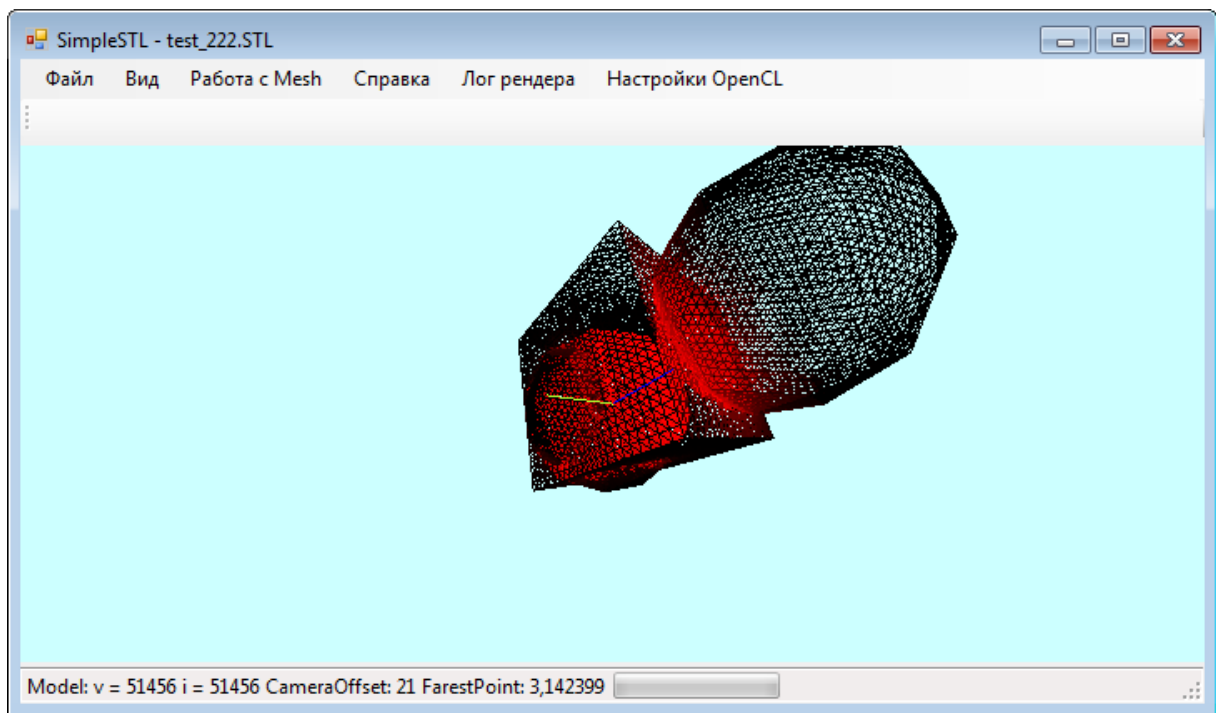 SimpleSTL - test_222.STL
Файл Вид Работа с Mesh Справка Лог рендера Настройки OpenCL
Model: v = 51456 i = 51456 CameraOffset: 21 FarestPoint: 3,142399